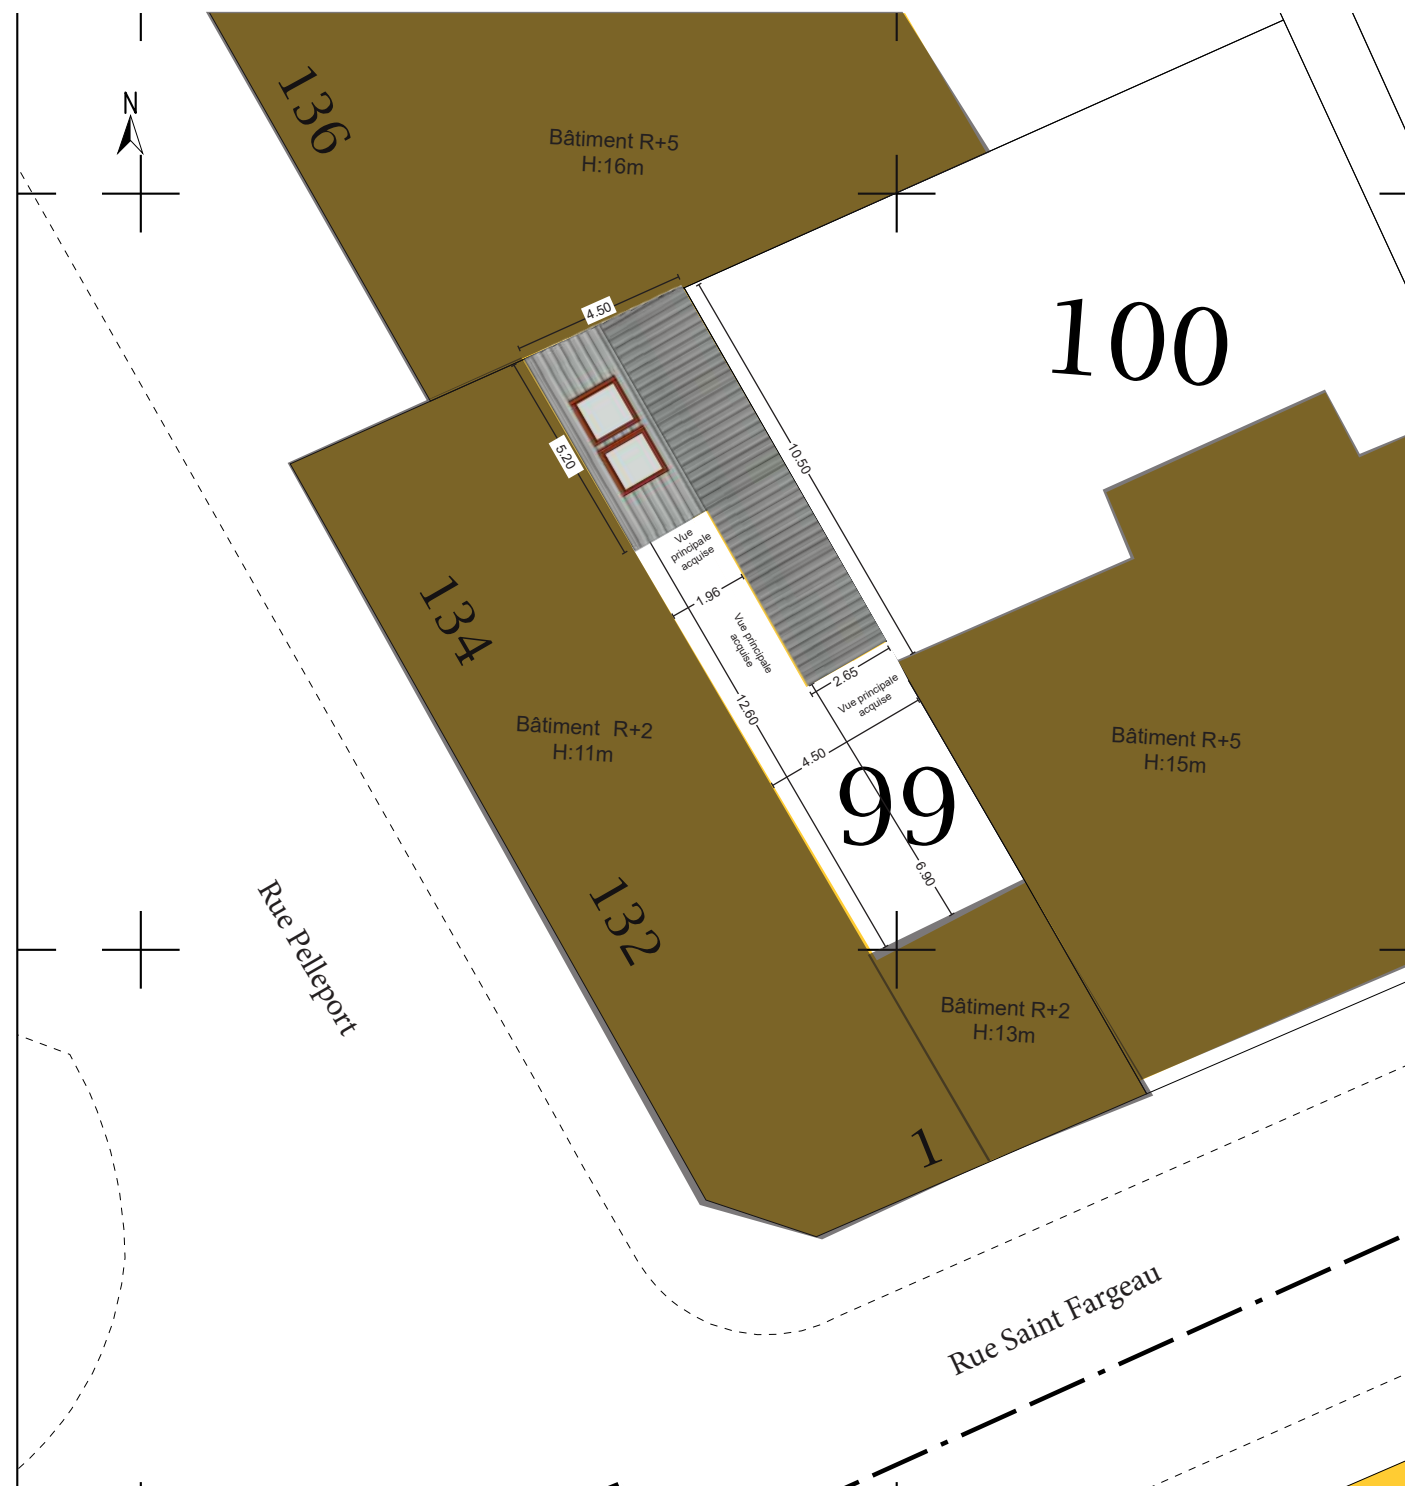 N
136
Bâtiment R+5
H:16m
4.50
100
5.20
10.50
Vue
principale
acquise
1.96
134
Vue principale
acquise
2.65
Vue principale
acquise
12.60
Bâtiment R+2
H:11m
4.50
Bâtiment R+5
H:15m
99
6.90
132
Rue Pelleport
Bâtiment R+2
H:13m
1
Rue Saint Fargeau